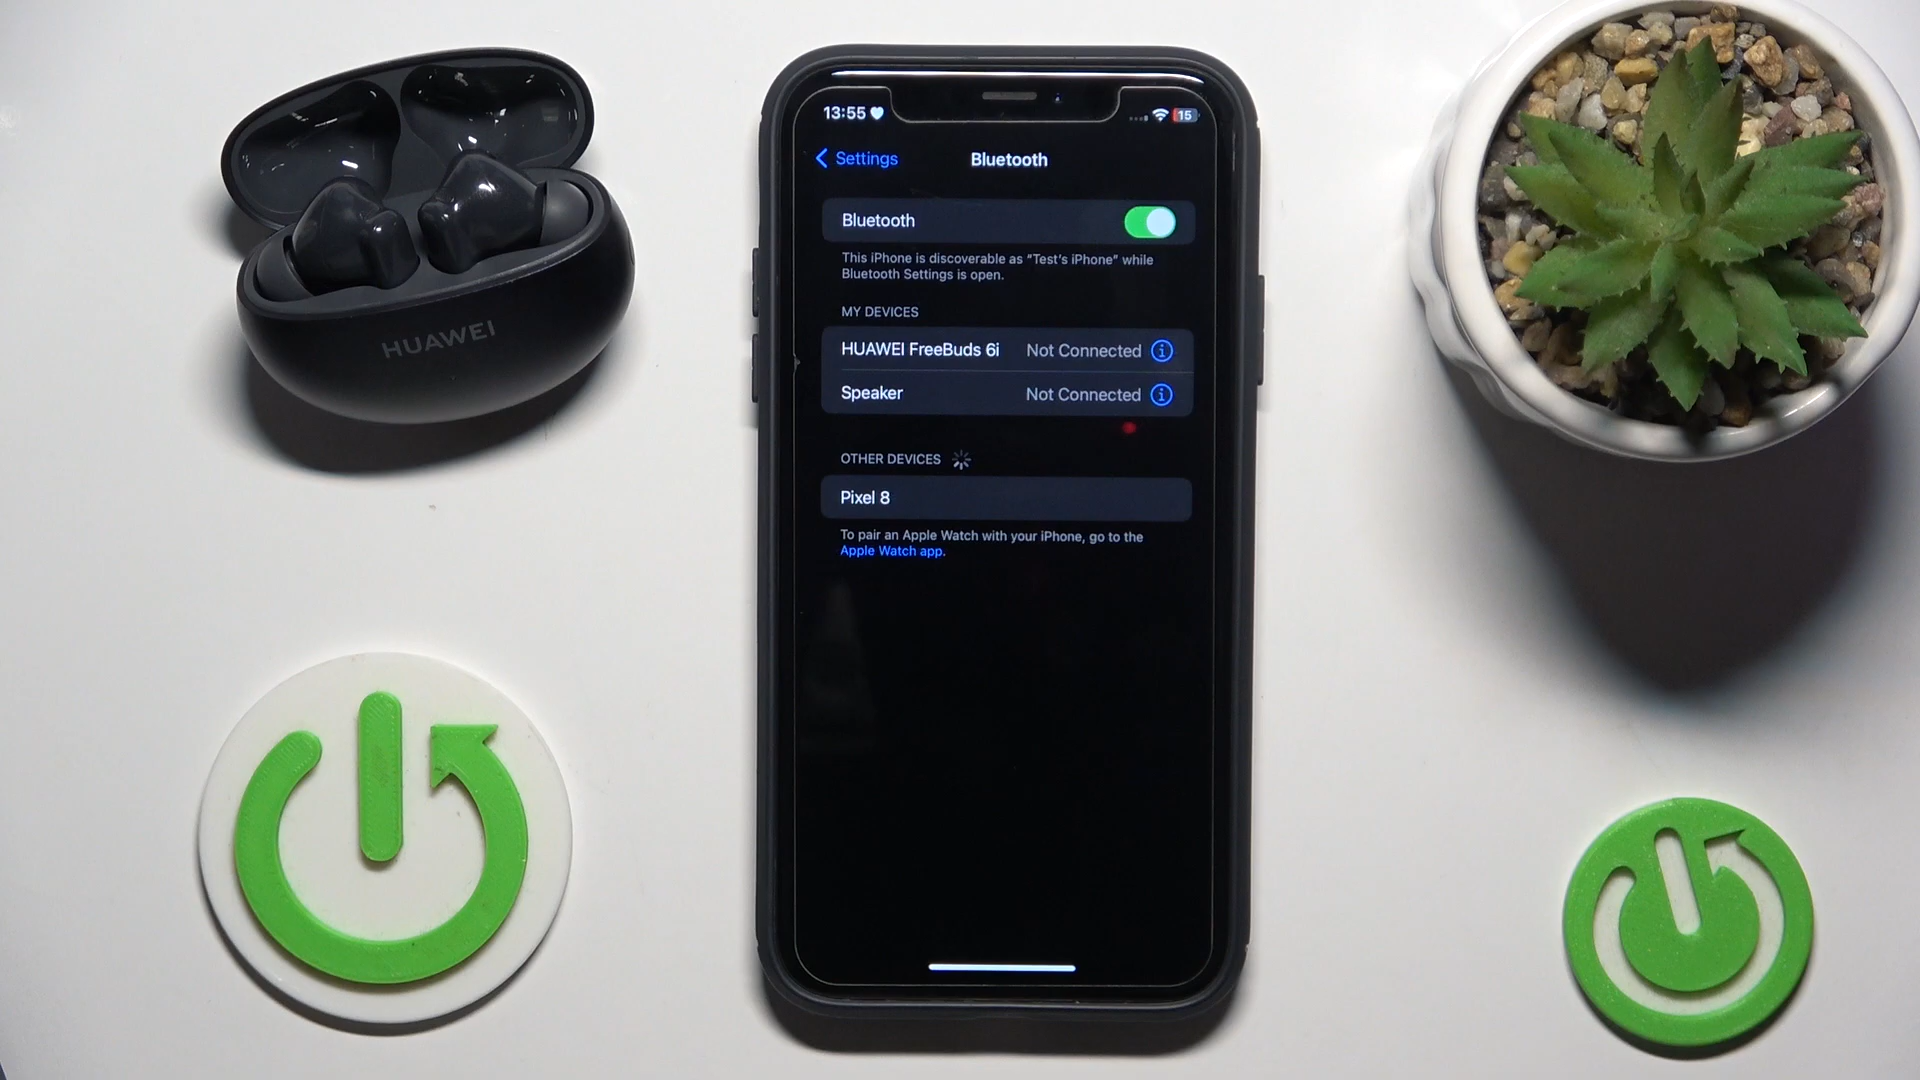 HUAWEI
13:55
15
Settings
Bluetooth
Bluetooth
This iPhone is discoverable as “Test's iPhone” while
Bluetooth Settings is open.
MY DEVICES
HUAWEI FreeBuds 6i Not Connected
Speaker Not Connected
OTHER DEVICES
Pixel 8
To pair an Apple Watch with your iPhone, go to the
Apple Watch app.